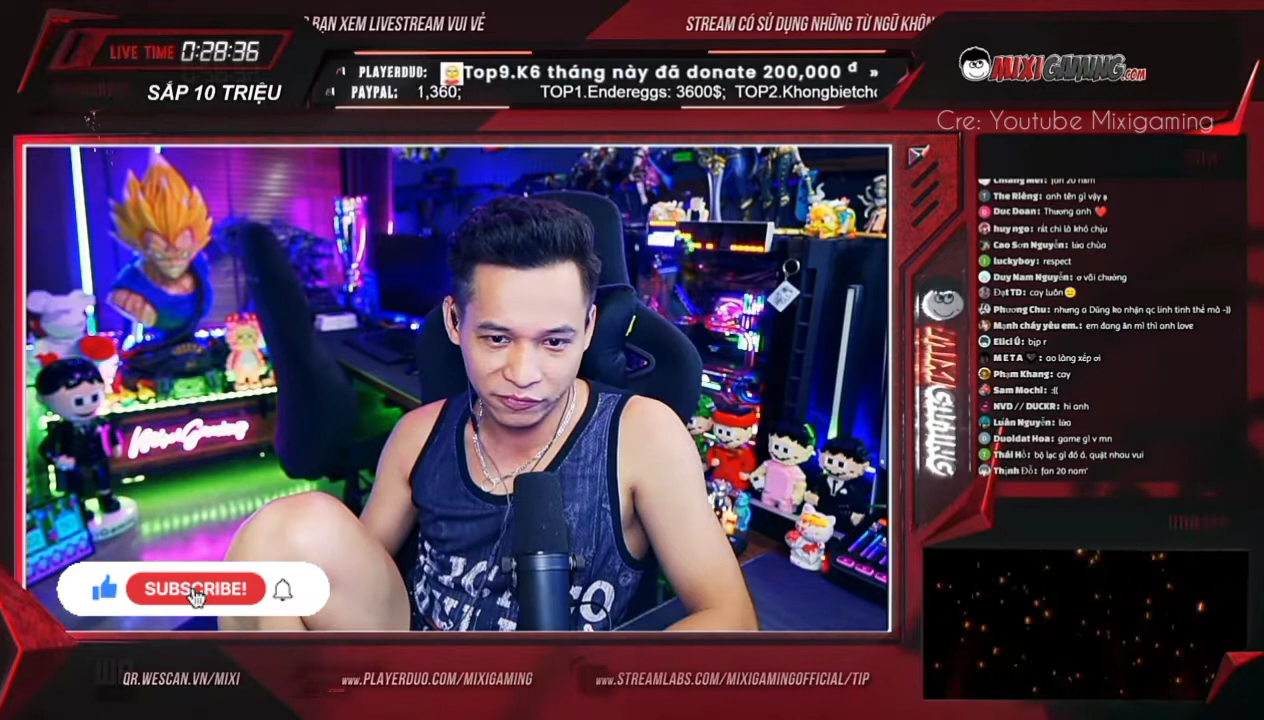 BẠN XEM LIVESTREAM VUI VẺ
STREAM CÓ SỬ DỤNG NHỮNG TỪ NGỮ KHÔN
LIVE TIME 0:28:36
SẮP 10 TRIỆU
PLAYERDUO: Top9.K6 tháng này đã donate 200,000 đ »
PAYPAL: 1,360; TOP1.Endereggs: 3600$; TOP2.Khongbietch
MIXIGAMING.COM
Cre: Youtube Mixigaming
The Riêng: anh tên gì vậy ạ
Duc Doan: Thương anh ❤️
huy ngo: rất chi là khó chịu
Cao Sơn Nguyễn: lúa chùa
luckyboy: respect
Duy Nam Nguyễn: ơ vãi chưởng
Đạt TD: cay luôn 🙂
Phương Chu: nhưng a Dũng ko nhận qc linh tinh thế mà -))
Mạnh cháy yêu em.: em đang ăn mì thì anh love
Elici Ú: bịp r
M E T A 🖤: ao làng xếp ơi
Phạm Khang: cay
Sam Mochi: :((
NVD // DUCKR: hi anh
Luân Nguyễn: lúa
Duoidat Hoa: game gì v mn
Thái Hồ: bộ lạc gì đó á. quật nhau vui
Thịnh Đỗ: fan 20 nam'
MIXI GAMING
MixiGaming
SUBSCRIBE!
QR.WESCAN.VN/MIXI
WWW.PLAYERDUO.COM/MIXIGAMING
WWW.STREAMLABS.COM/MIXIGAMINGOFFICIAL/TIP